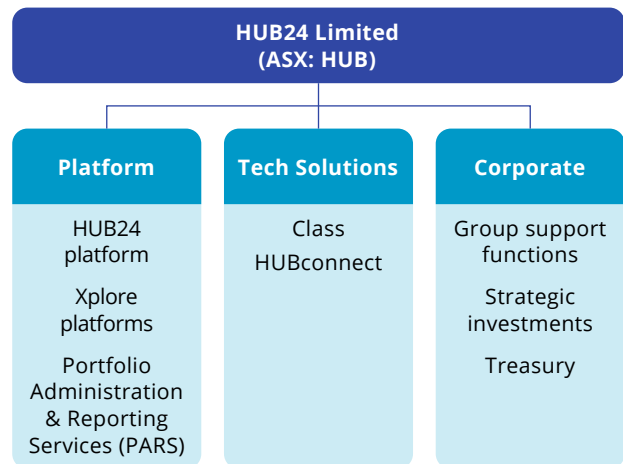 HUB24 Limited
(ASX: HUB)
Platform
HUB24
platform
Xplore
platforms
Portfolio
Administration
& Reporting
Services (PARS)
Tech Solutions
Class
HUBconnect
Corporate
Group support
functions
Strategic
investments
Treasury